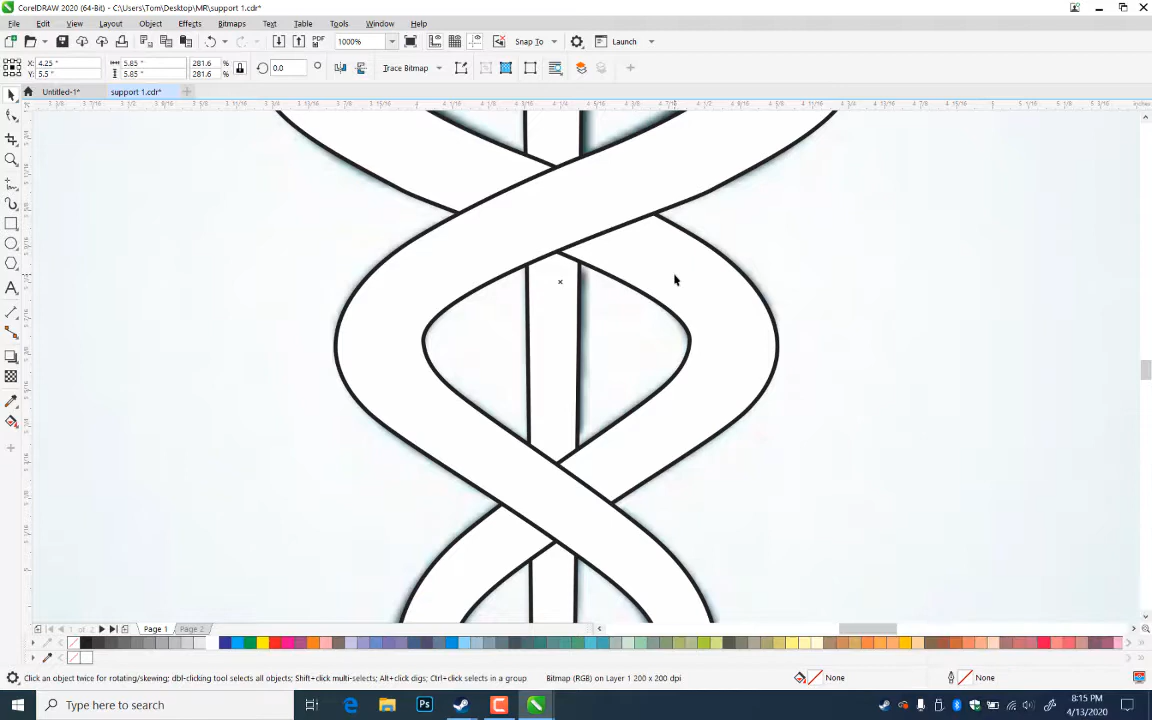 CorelDRAW 2020 (64-Bit) - C:\Users\Tom\Desktop\MR\support 1.cdr*
File Edit View Layout Object Effects Bitmaps Text Table Tools Window Help
PDF 1000% Snap To Launch
X: 4.25 " 5.85 " 281.6 % 0.0 Trace Bitmap
Y: 5.5 " 5.85 " 281.6 %
Untitled-1* support 1.cdr*
inches
1 of 2 Page 1 Page 2
Click an object twice for rotating/skewing; dbl-clicking tool selects all objects; Shift+click multi-selects; Alt+click digs; Ctrl+click selects in a group Bitmap (RGB) on Layer 1 200 x 200 dpi None None
Type here to search 8:15 PM
4/13/2020